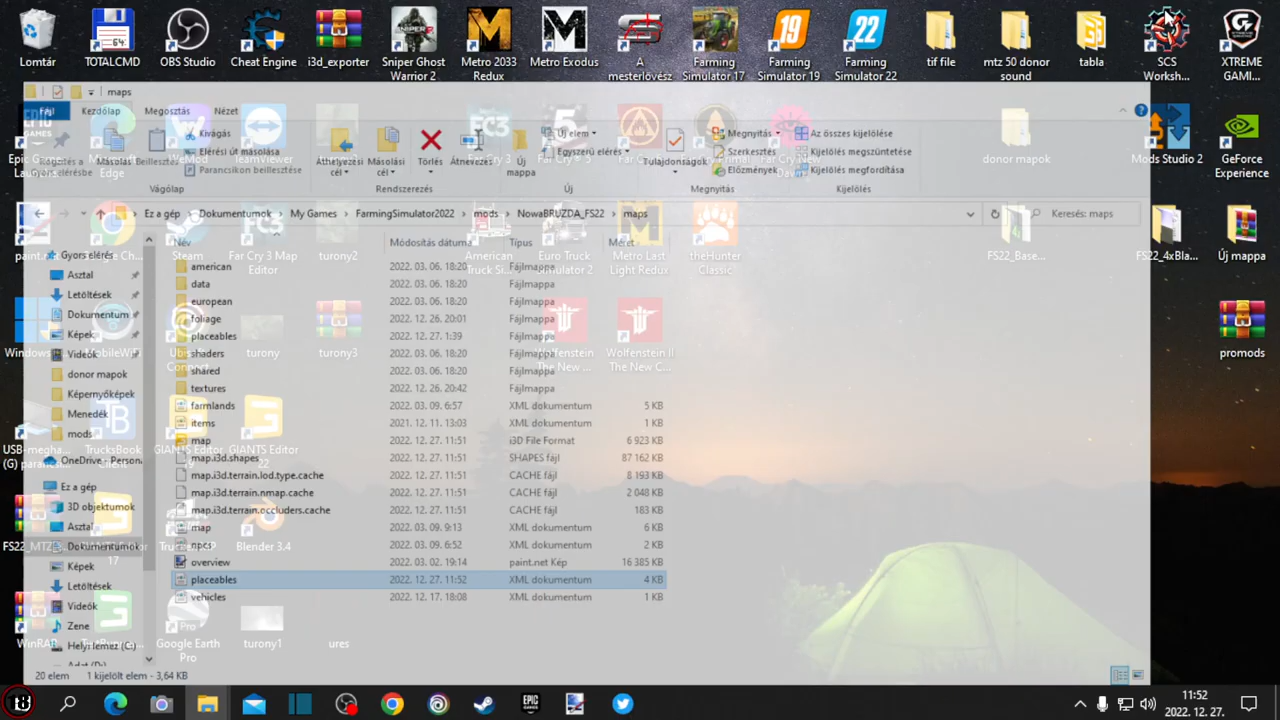 Lomtár
TOTALCMD
OBS Studio
Cheat Engine
i3d_exporter
Sniper Ghost Warrior 2
Metro 2033 Redux
Metro Exodus
A mesterlövész
Farming Simulator 17
Farming Simulator 19
Farming Simulator 22
tif file
mtz 50 donor sound
tabla
SCS Worksh...
XTREME GAMI...
maps
Fájl
Kezdőlap
Megosztás
Nézet
Másolás
Beillesztés
Kivágás
Elérési út másolása
Parancsikon beillesztése
Áthelyezési cél
Másolási cél
Törlés
Átnevezés
Új mappa
Új elem
Egyszerű elérés
Tulajdonságok
Megnyitás
Szerkesztés
Előzmények
Az összes kijelölése
Kijelölés megszüntetése
Kijelölés megfordítása
Vágólap
Rendszerezés
Új
Megnyitás
Kijelölés
donor mapok
Mods Studio 2
GeForce Experience
Ez a gép
Dokumentumok
My Games
FarmingSimulator2022
mods
NowaBRUZDA_FS22
maps
Keresés: maps
Név
Módosítás dátuma
Típus
Méret
american 2022. 03. 06. 18:20 Fájlmappa
data 2022. 03. 06. 18:20 Fájlmappa
european 2022. 03. 06. 18:20 Fájlmappa
foliage 2022. 12. 26. 20:01 Fájlmappa
placeables 2022. 12. 27. 1:39 Fájlmappa
shaders 2022. 03. 06. 18:20 Fájlmappa
shared 2022. 03. 06. 18:20 Fájlmappa
textures 2022. 12. 26. 20:42 Fájlmappa
farmlands 2022. 03. 09. 6:57 XML dokumentum 5 KB
items 2021. 12. 11. 13:03 XML dokumentum 1 KB
map 2022. 12. 27. 11:51 i3D File Format 6 923 KB
map.i3d.shapes 2022. 12. 27. 11:51 SHAPES fájl 87 162 KB
map.i3d.terrain.lod.type.cache 2022. 12. 27. 11:51 CACHE fájl 8 193 KB
map.i3d.terrain.nmap.cache 2022. 12. 27. 11:51 CACHE fájl 2 048 KB
map.i3d.terrain.occluders.cache 2022. 12. 27. 11:51 CACHE fájl 183 KB
map 2022. 03. 09. 9:13 XML dokumentum 6 KB
npcs 2022. 03. 09. 6:52 XML dokumentum 2 KB
overview 2022. 03. 02. 19:14 paint.net Kép 16 385 KB
placeables 2022. 12. 27. 11:52 XML dokumentum 4 KB
vehicles 2022. 12. 17. 18:08 XML dokumentum 1 KB
Gyors elérés
Asztal
Letöltések
Dokumentum
Képek
Videók
donor mapok
Képernyőképek
Menedék
mods
OneDrive - Person
Ez a gép
3D objektumok
Asztal
Dokumentumok
Képek
Letöltések
Videók
Zene
Helyi lemez (C:)
Adat (D:)
Steam
Far Cry 3 Map Editor
turony2
American Truck Si...
Euro Truck Simulator 2
Metro Last Light Redux
theHunter Classic
FS22_Base...
FS22_4xBla...
Új mappa
turony
turony3
Wolfenstein The New ...
Wolfenstein II The New C...
promods
TrucksBook Client
GIANTS Editor 22
Blender 3.4
WinRAR
Google Earth Pro
turony1
ures
20 elem
1 kijelölt elem - 3,64 KB
11:52
2022. 12. 27.